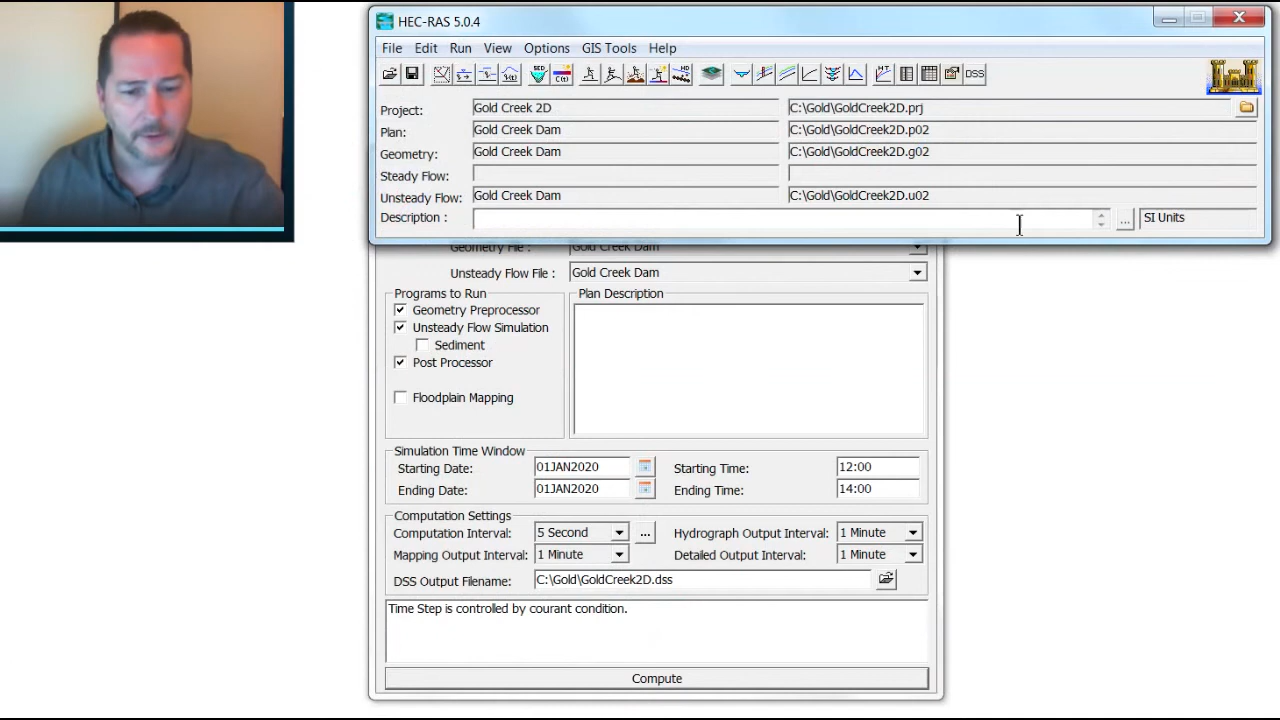 HEC-RAS 5.0.4
File Edit Run View Options GIS Tools Help
DSS
Project: Gold Creek 2D C:\Gold\GoldCreek2D.prj
Plan: Gold Creek Dam C:\Gold\GoldCreek2D.p02
Geometry: Gold Creek Dam C:\Gold\GoldCreek2D.g02
Steady Flow:
Unsteady Flow: Gold Creek Dam C:\Gold\GoldCreek2D.u02
Description : ... SI Units
Geometry File : Gold Creek Dam
Unsteady Flow File : Gold Creek Dam
Programs to Run Plan Description
Geometry Preprocessor
Unsteady Flow Simulation
Sediment
Post Processor
Floodplain Mapping
Simulation Time Window
Starting Date: 01JAN2020 Starting Time: 12:00
Ending Date: 01JAN2020 Ending Time: 14:00
Computation Settings
Computation Interval: 5 Second ... Hydrograph Output Interval: 1 Minute
Mapping Output Interval: 1 Minute Detailed Output Interval: 1 Minute
DSS Output Filename: C:\Gold\GoldCreek2D.dss
Time Step is controlled by courant condition.
Compute